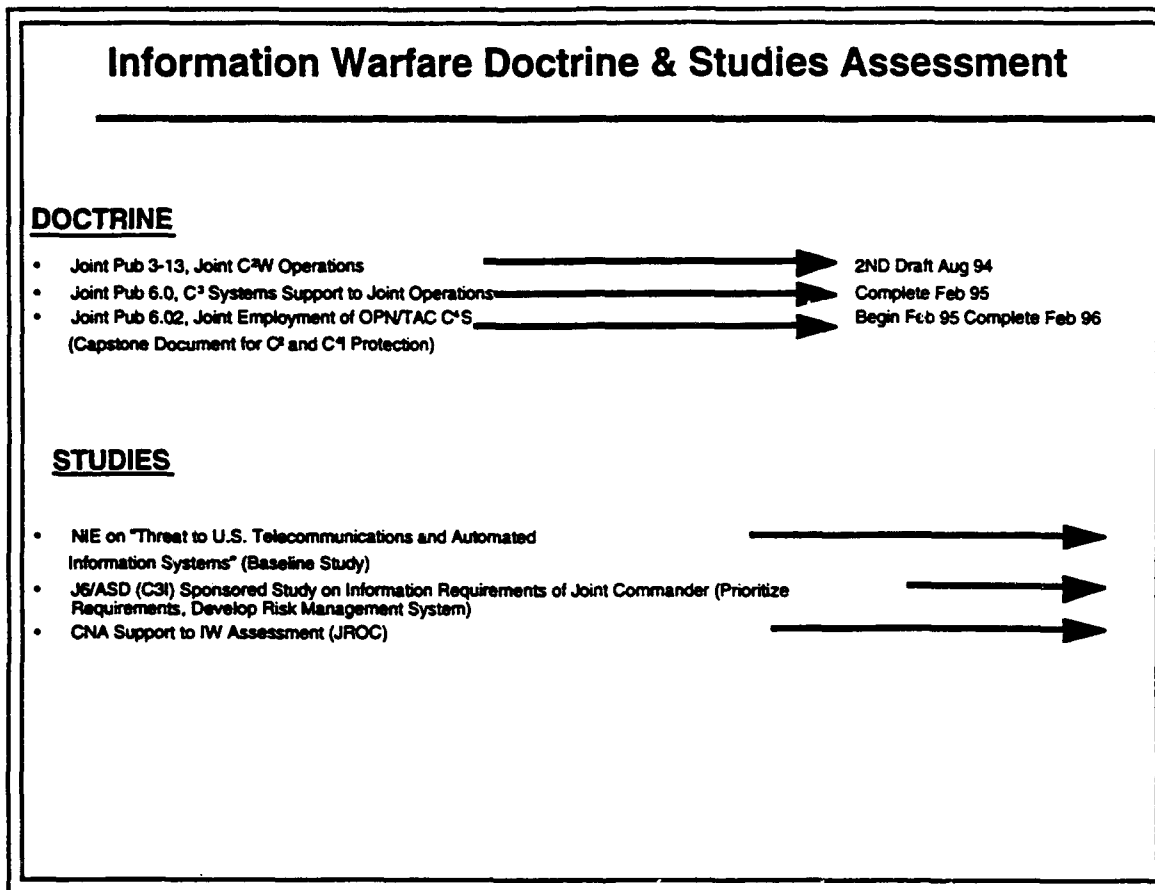 Information Warfare Doctrine & Studies Assessment
DOCTRINE
• Joint Pub 3-13, Joint C²W Operations 2ND Draft Aug 94
• Joint Pub 6.0, C³ Systems Support to Joint Operations Complete Feb 95
• Joint Pub 6.02, Joint Employment of OPN/TAC C⁴S Begin Feb 95 Complete Feb 96
(Capstone Document for C² and C⁴I Protection)
STUDIES
• NIE on "Threat to U.S. Telecommunications and Automated
Information Systems" (Baseline Study)
• J6/ASD (C3I) Sponsored Study on Information Requirements of Joint Commander (Prioritize
Requirements, Develop Risk Management System)
• CNA Support to IW Assessment (JROC)